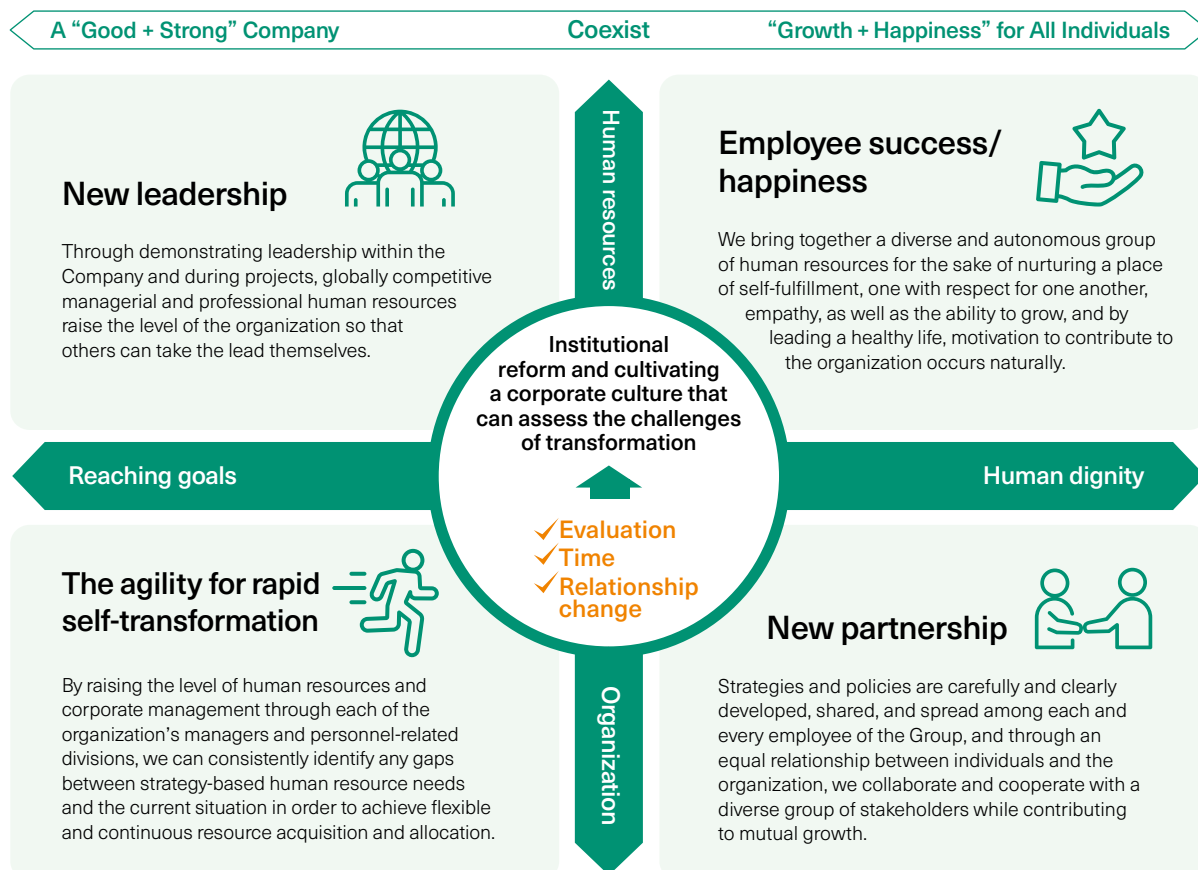 A “Good + Strong” Company
Coexist
“Growth + Happiness” for All Individuals
New leadership
Through demonstrating leadership within the
Company and during projects, globally competitive
managerial and professional human resources
raise the level of the organization so that
others can take the lead themselves.
Human resources
Employee success/
happiness
We bring together a diverse and autonomous group
of human resources for the sake of nurturing a place
of self-fulfillment, one with respect for one another,
empathy, as well as the ability to grow, and by
leading a healthy life, motivation to contribute to
the organization occurs naturally.
Reaching goals
Institutional
reform and cultivating
a corporate culture that
can assess the challenges
of transformation
Evaluation
Time
Relationship
change
Human dignity
The agility for rapid
self-transformation
By raising the level of human resources and
corporate management through each of the
organization’s managers and personnel-related
divisions, we can consistently identify any gaps
between strategy-based human resource needs
and the current situation in order to achieve flexible
and continuous resource acquisition and allocation.
Organization
New partnership
Strategies and policies are carefully and clearly
developed, shared, and spread among each and
every employee of the Group, and through an
equal relationship between individuals and the
organization, we collaborate and cooperate with a
diverse group of stakeholders while contributing
to mutual growth.